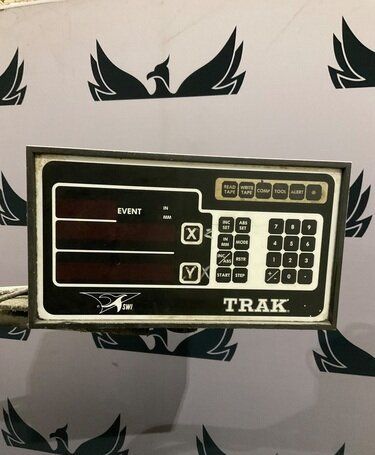 READ TAPE
WRITE TAPE
COMP
TOOL
ALERT
EVENT
IN
MM
X
Y
INC SET
ABS SET
IN MM
MODE
INC/ABS
RSTR
START
STEP
7 8 9
4 5 6
1 2 3
0
SWI
TRAK